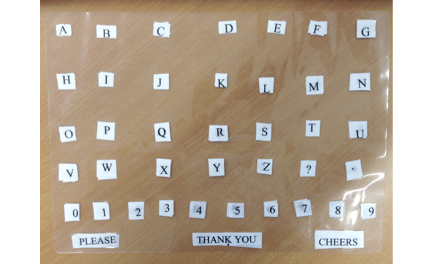 A B C D E F G
H I J K L M N
O P Q R S T U
V W X Y Z ? .
0 1 2 3 4 5 6 7 8 9
PLEASE THANK YOU CHEERS